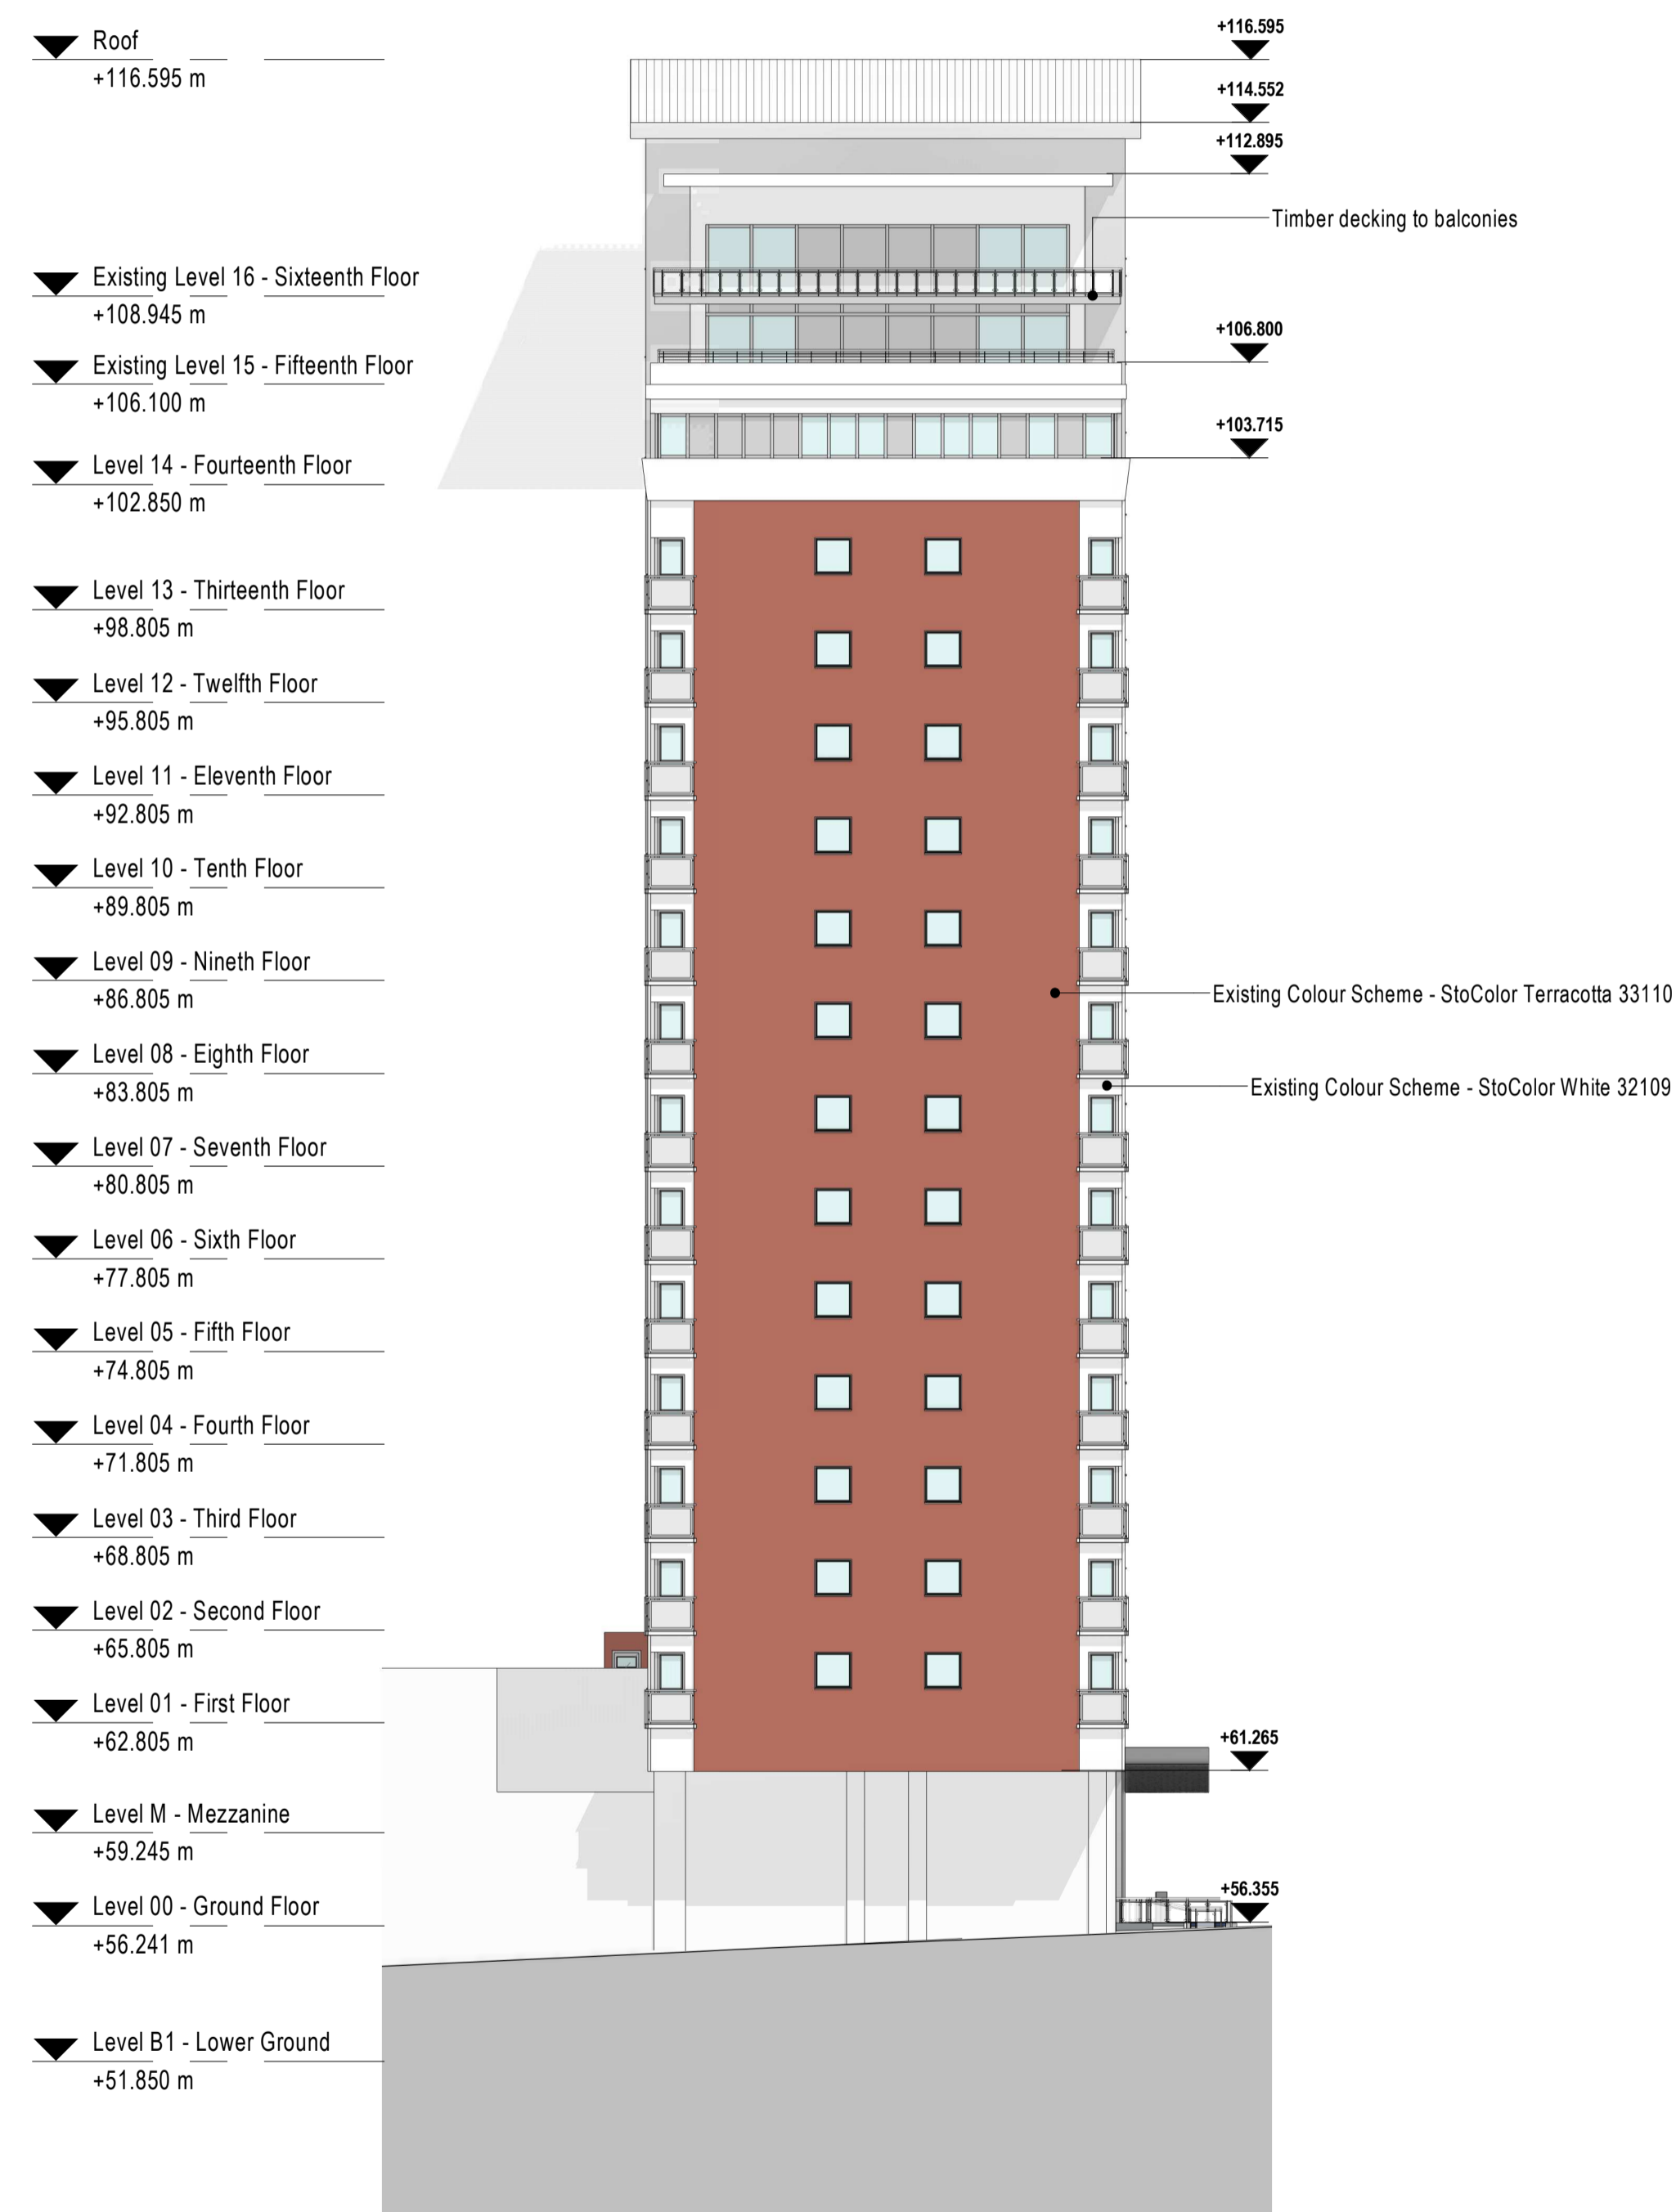 Roof
+116.595 m
Existing Level 16 - Sixteenth Floor
+108.945 m
Existing Level 15 - Fifteenth Floor
+106.100 m
Level 14 - Fourteenth Floor
+102.850 m
Level 13 - Thirteenth Floor
+98.805 m
Level 12 - Twelfth Floor
+95.805 m
Level 11 - Eleventh Floor
+92.805 m
Level 10 - Tenth Floor
+89.805 m
Level 09 - Nineth Floor
+86.805 m
Level 08 - Eighth Floor
+83.805 m
Level 07 - Seventh Floor
+80.805 m
Level 06 - Sixth Floor
+77.805 m
Level 05 - Fifth Floor
+74.805 m
Level 04 - Fourth Floor
+71.805 m
Level 03 - Third Floor
+68.805 m
Level 02 - Second Floor
+65.805 m
Level 01 - First Floor
+62.805 m
Level M - Mezzanine
+59.245 m
Level 00 - Ground Floor
+56.241 m
Level B1 - Lower Ground
+51.850 m
+116.595
+114.552
+112.895
Timber decking to balconies
+106.800
+103.715
Existing Colour Scheme - StoColor Terracotta 33110
Existing Colour Scheme - StoColor White 32109
+61.265
+56.355